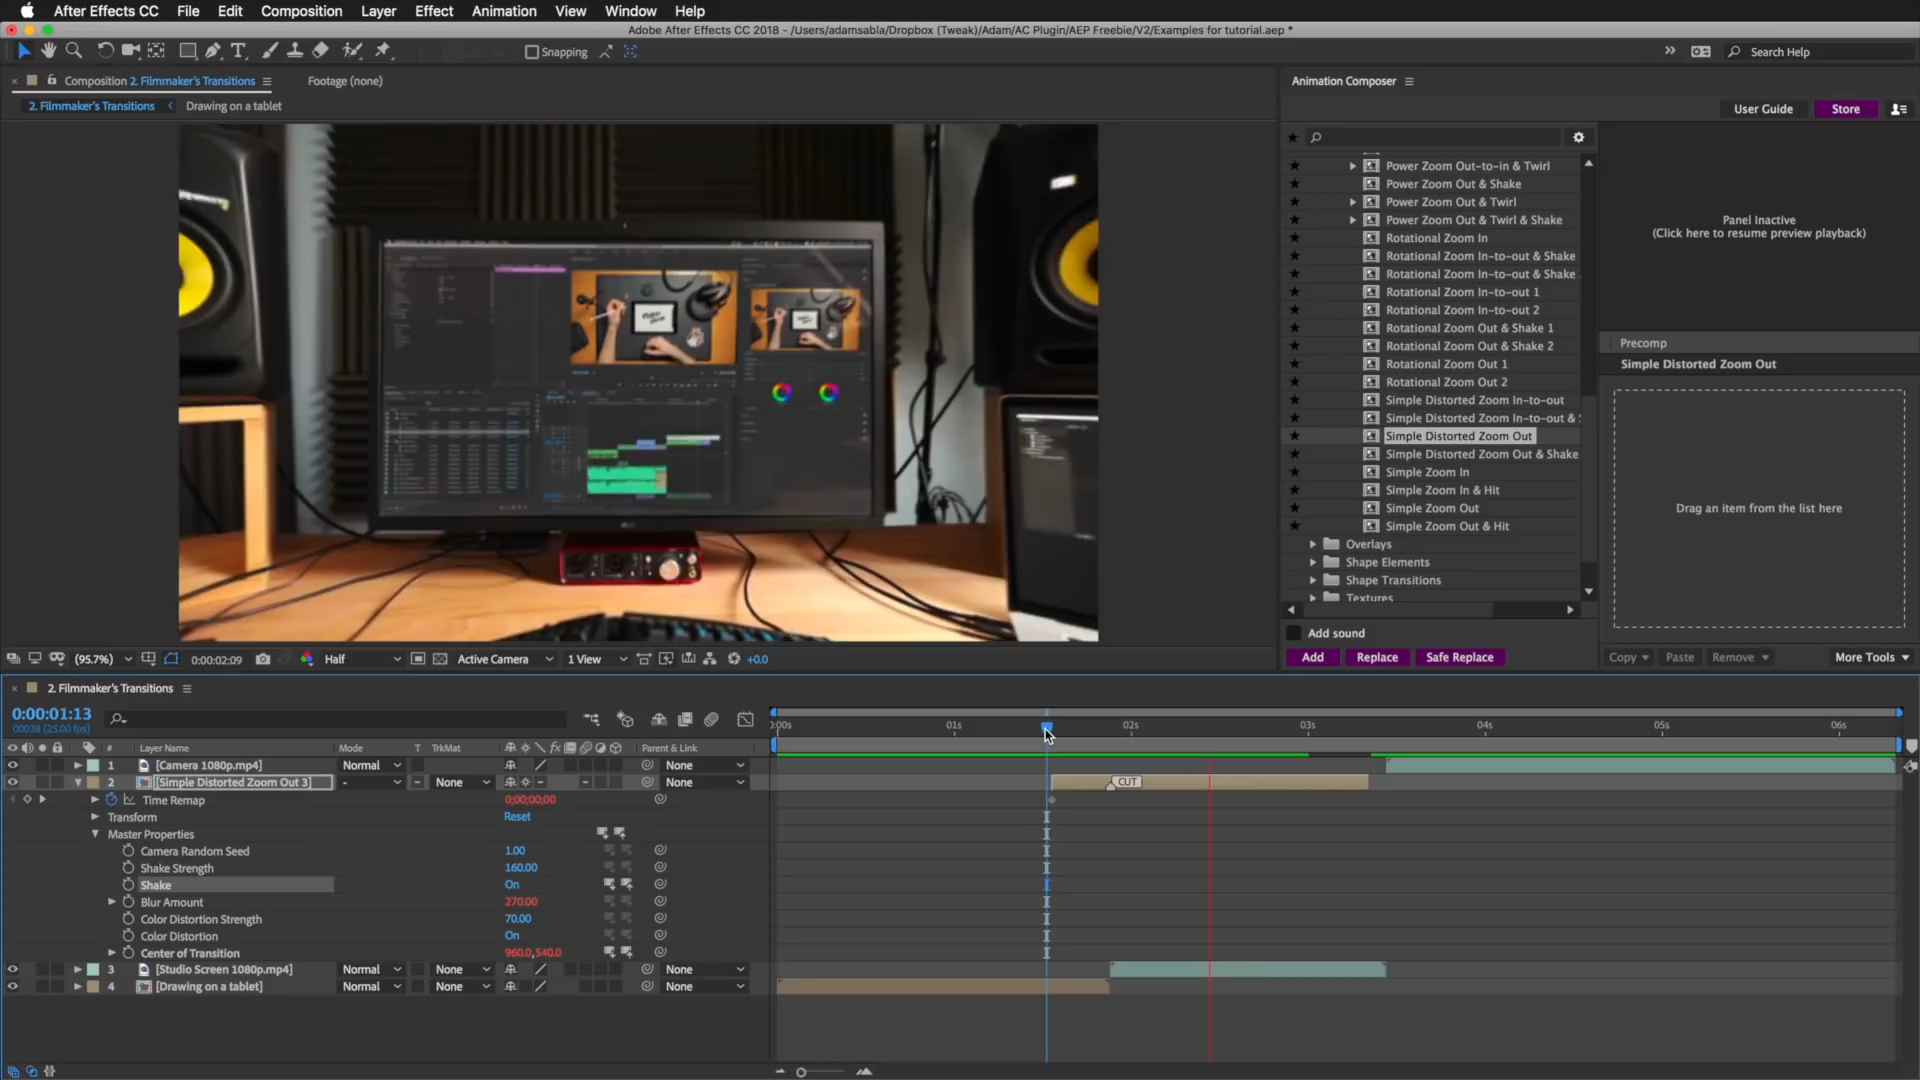 After Effects CC File Edit Composition Layer Effect Animation View Window Help
Adobe After Effects CC 2018 - /Users/adamsabla/Dropbox (Tweak)/Adam/AC Plugin/AEP Freebie/V2/Examples for tutorial.aep *
Snapping
Search Help
Composition 2. Filmmaker's Transitions
Footage (none)
2. Filmmaker's Transitions
Drawing on a tablet
Animation Composer
User Guide
Store
Power Zoom Out-to-in & Twirl
Power Zoom Out & Shake
Power Zoom Out & Twirl
Power Zoom Out & Twirl & Shake
Rotational Zoom In
Rotational Zoom In-to-out & Shake
Rotational Zoom In-to-out & Shake
Rotational Zoom In-to-out 1
Rotational Zoom In-to-out 2
Rotational Zoom Out & Shake 1
Rotational Zoom Out & Shake 2
Rotational Zoom Out 1
Rotational Zoom Out 2
Simple Distorted Zoom In-to-out
Simple Distorted Zoom In-to-out &
Simple Distorted Zoom Out
Simple Distorted Zoom Out & Shake
Simple Zoom In
Simple Zoom In & Hit
Simple Zoom Out
Simple Zoom Out & Hit
Overlays
Shape Elements
Shape Transitions
Textures
Add sound
Add
Replace
Safe Replace
Panel Inactive
(Click here to resume preview playback)
Precomp
Simple Distorted Zoom Out
Drag an item from the list here
Copy
Paste
Remove
More Tools
(95.7%)
0:00:02:09
Half
Active Camera
1 View
+0.0
2. Filmmaker's Transitions
0:00:01:13
00038 (25.00 fps)
# Layer Name Mode T TrkMat Parent & Link
0:00s 01s 02s 03s 04s 05s 06s
1 [Camera 1080p.mp4] Normal None
2 [Simple Distorted Zoom Out 3] - None None
CUT
Time Remap 0;00;00;00
Transform Reset
Master Properties
Camera Random Seed 1.00
Shake Strength 160.00
Shake On
Blur Amount 270.00
Color Distortion Strength 70.00
Color Distortion On
Center of Transition 960.0,540.0
3 [Studio Screen 1080p.mp4] Normal None None
4 [Drawing on a tablet] Normal None None